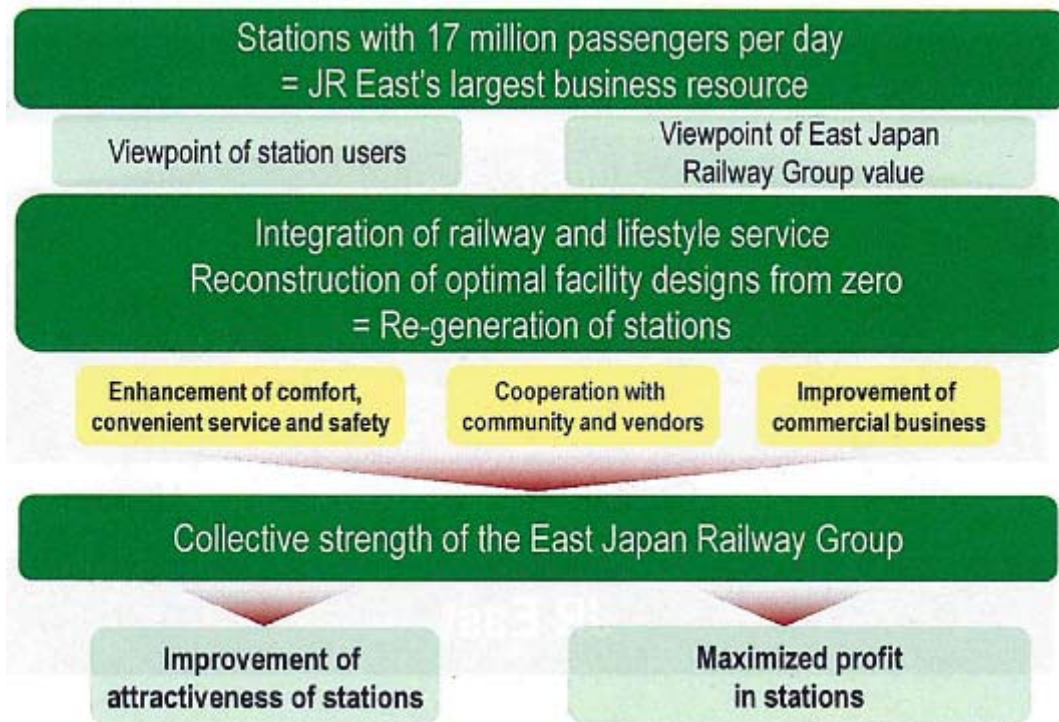 Stations with 17 million passengers per day
= JR East's largest business resource
Viewpoint of station users
Viewpoint of East Japan
Railway Group value
Integration of railway and lifestyle service
Reconstruction of optimal facility designs from zero
= Re-generation of stations
Enhancement of comfort,
convenient service and safety
Cooperation with
community and vendors
Improvement of
commercial business
Collective strength of the East Japan Railway Group
Improvement of
attractiveness of stations
Maximized profit
in stations